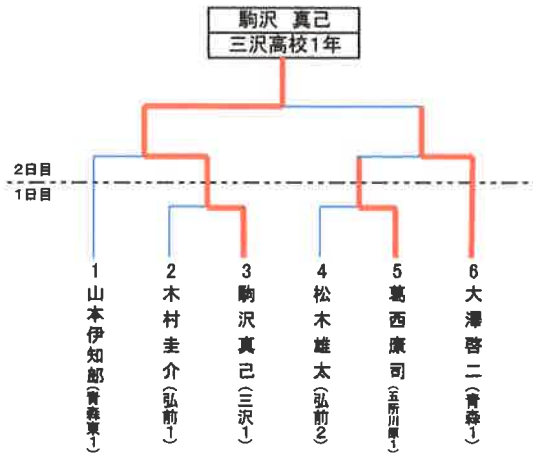 駒沢 真己
三沢高校1年
2日目
1日目
1 山本伊知郎(青森東1)
2 木村圭介(弘前1)
3 駒沢真己(三沢1)
4 松木雄太(弘前2)
5 葛西康司(五所川原1)
6 大澤啓二(青森1)